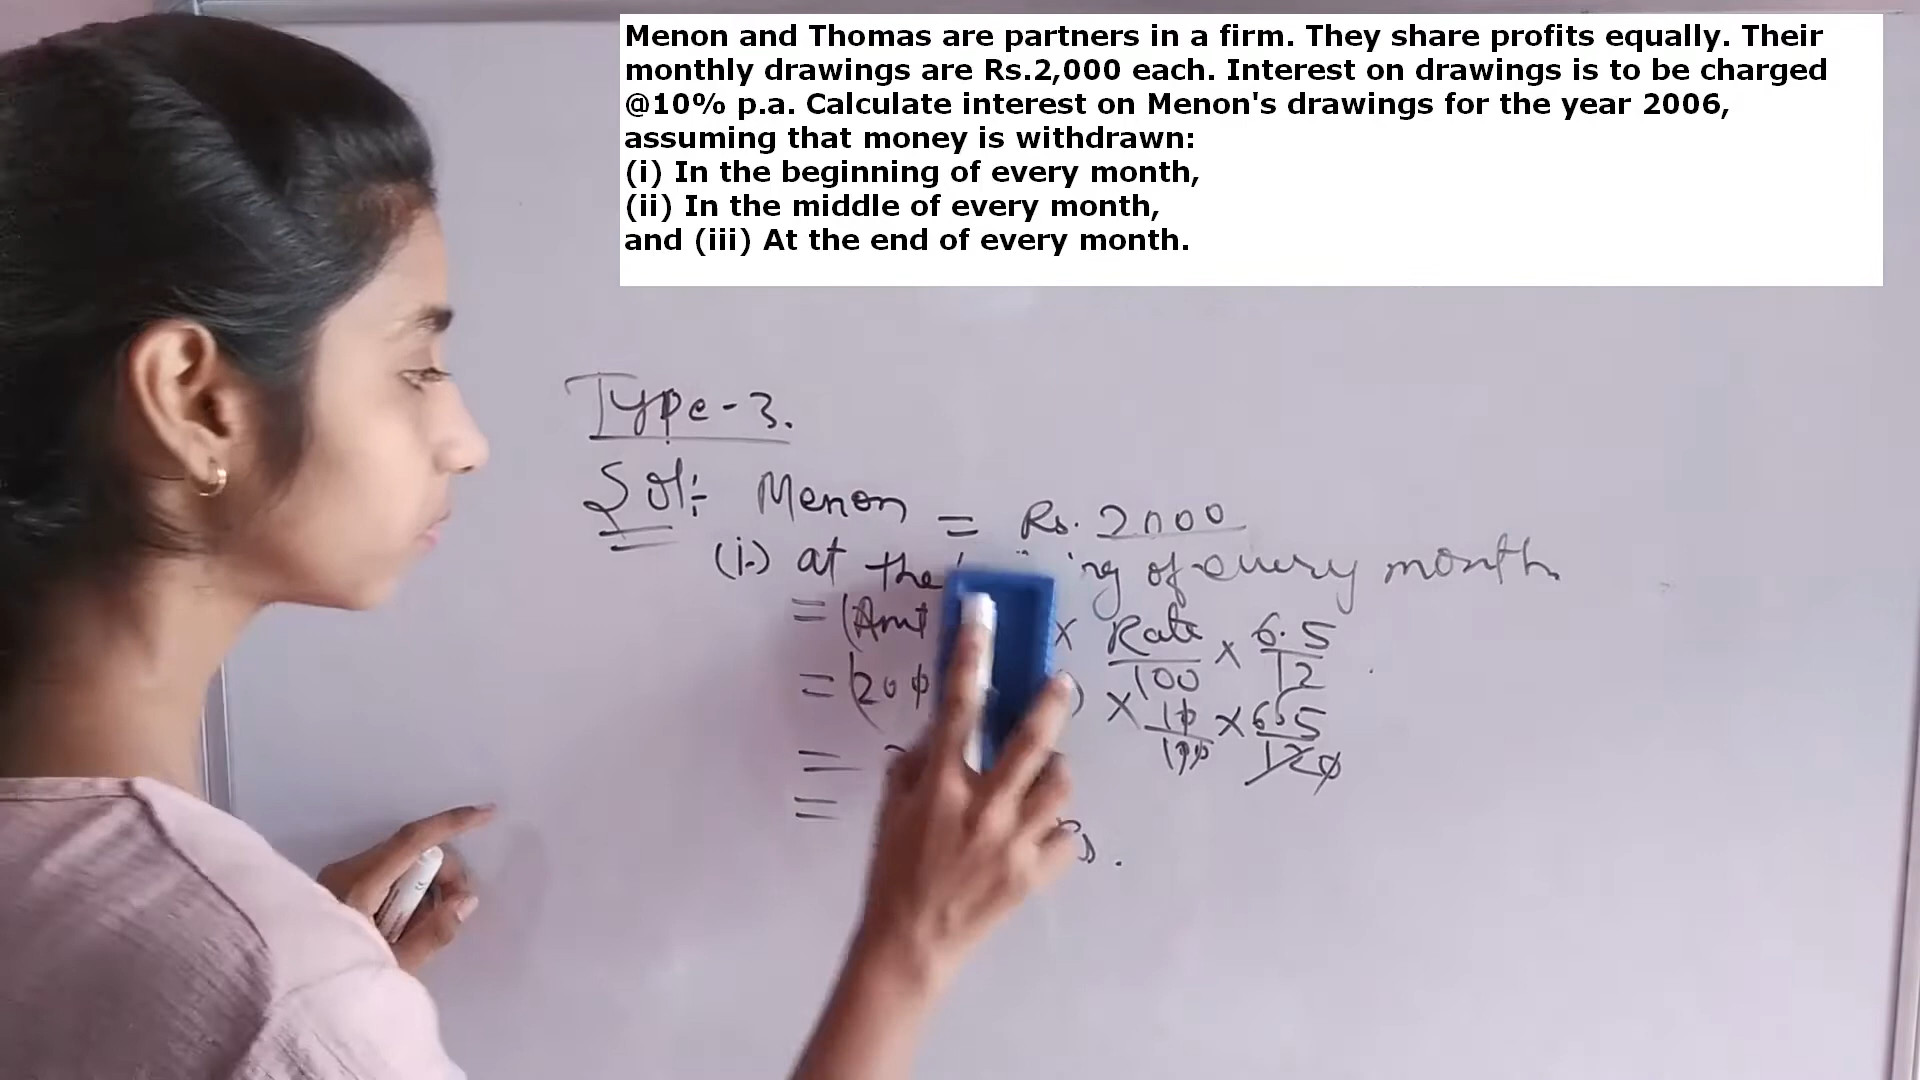 Menon and Thomas are partners in a firm. They share profits equally. Their
monthly drawings are Rs.2,000 each. Interest on drawings is to be charged
@10% p.a. Calculate interest on Menon's drawings for the year 2006,
assuming that money is withdrawn:
(i) In the beginning of every month,
(ii) In the middle of every month,
and (iii) At the end of every month.
Type-3.
Sol:- Menon = Rs. 2000
(i.) at the of every month
= (Amt × Rate/100 × 6.5/12
= (200 ) × 10/100 × 6.5/120
=
=